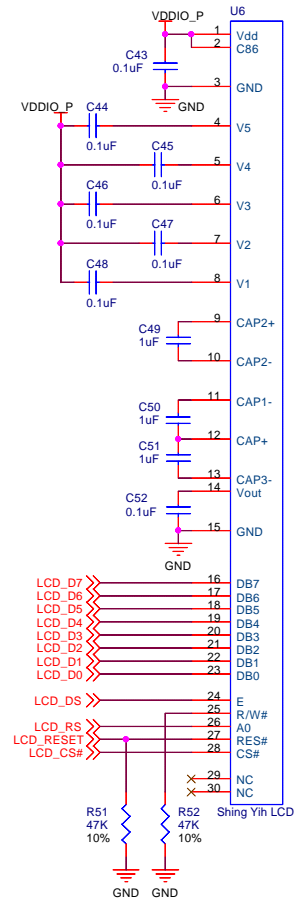 U6
VDDIO_P
1 Vdd
2 C86
C43
0.1uF
3 GND
GND
VDDIO_P
C44
0.1uF
4 V5
C45
0.1uF
5 V4
C46
0.1uF
6 V3
C47
0.1uF
7 V2
C48
0.1uF
8 V1
9 CAP2+
C49
1uF
10 CAP2-
11 CAP1-
C50
1uF
12 CAP+
C51
1uF
13 CAP3-
14 Vout
C52
0.1uF
15 GND
GND
LCD_D7 16 DB7
LCD_D6 17 DB6
LCD_D5 18 DB5
LCD_D4 19 DB4
LCD_D3 20 DB3
LCD_D2 21 DB2
LCD_D1 22 DB1
LCD_D0 23 DB0
LCD_DS 24 E
25 R/W#
LCD_RS 26 A0
LCD_RESET 27 RES#
LCD_CS# 28 CS#
29 NC
30 NC
Shing Yih LCD
R51
47K
10%
R52
47K
10%
GND
GND